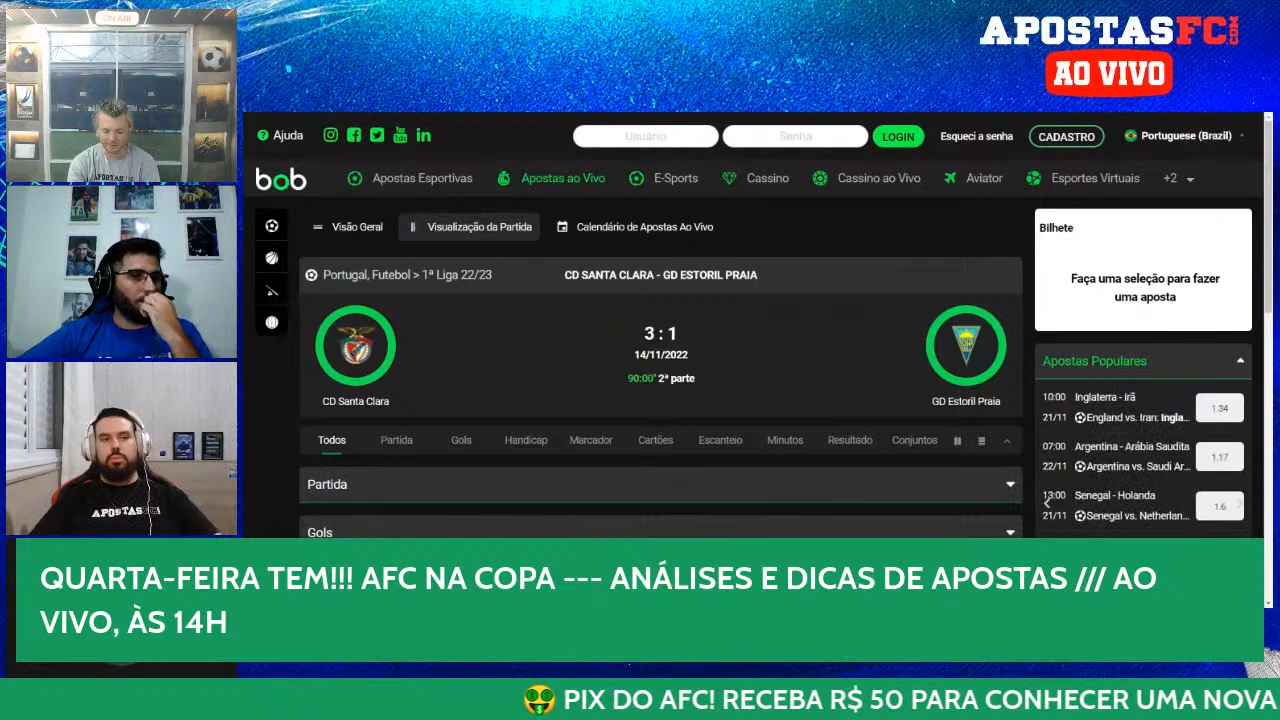 ON AIR
APOSTASFC.COM
AO VIVO
Ajuda
Usuário
Senha
LOGIN
Esqueci a senha
CADASTRO
Portuguese (Brazil)
bob
Apostas Esportivas
Apostas ao Vivo
E-Sports
Cassino
Cassino ao Vivo
Aviator
Esportes Virtuais
+2
Visão Geral
Visualização da Partida
Calendário de Apostas Ao Vivo
Bilhete
Faça uma seleção para fazer
uma aposta
Portugal, Futebol > 1ª Liga 22/23
CD SANTA CLARA - GD ESTORIL PRAIA
3 : 1
14/11/2022
90:00" 2ª parte
CD Santa Clara
GD Estoril Praia
Apostas Populares
10:00 Inglaterra - Irã
21/11 England vs. Iran: Ingla...
1.34
07:00 Argentina - Arábia Saudita
22/11 Argentina vs. Saudi Ar...
1.17
13:00 Senegal - Holanda
21/11 Senegal vs. Netherlan...
1.6
Todos
Partida
Gols
Handicap
Marcador
Escanteio
Minutos
Resultado
Partida
Gols
APOSTASFC
QUARTA-FEIRA TEM!!! AFC NA COPA --- ANÁLISES E DICAS DE APOSTAS /// AO
VIVO, ÀS 14H
PIX DO AFC! RECEBA R$ 50 PARA CONHECER UMA NOVA